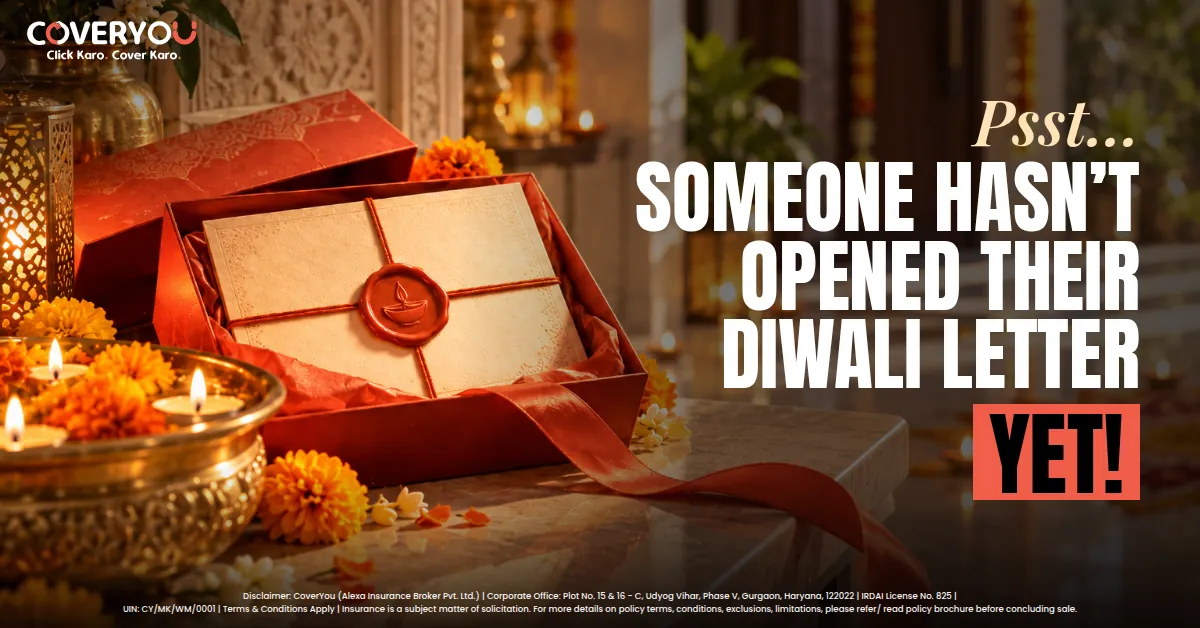 COVERYOU
Click Karo. Cover Karo.
Psst...
SOMEONE HASN'T
OPENED THEIR
DIWALI LETTER
YET!
Disclaimer: CoverYou (Alexa Insurance Broker Pvt. Ltd.) | Corporate Office: Plot No. 15 & 16 - C, Udyog Vihar, Phase V, Gurgaon, Haryana, 122022 | IRDAI License No. 825 |
UIN: CY/MK/WM/0001 | Terms & Conditions Apply | Insurance is a subject matter of solicitation. For more details on policy terms, conditions, exclusions, limitations, please refer/ read policy brochure before concluding sale.